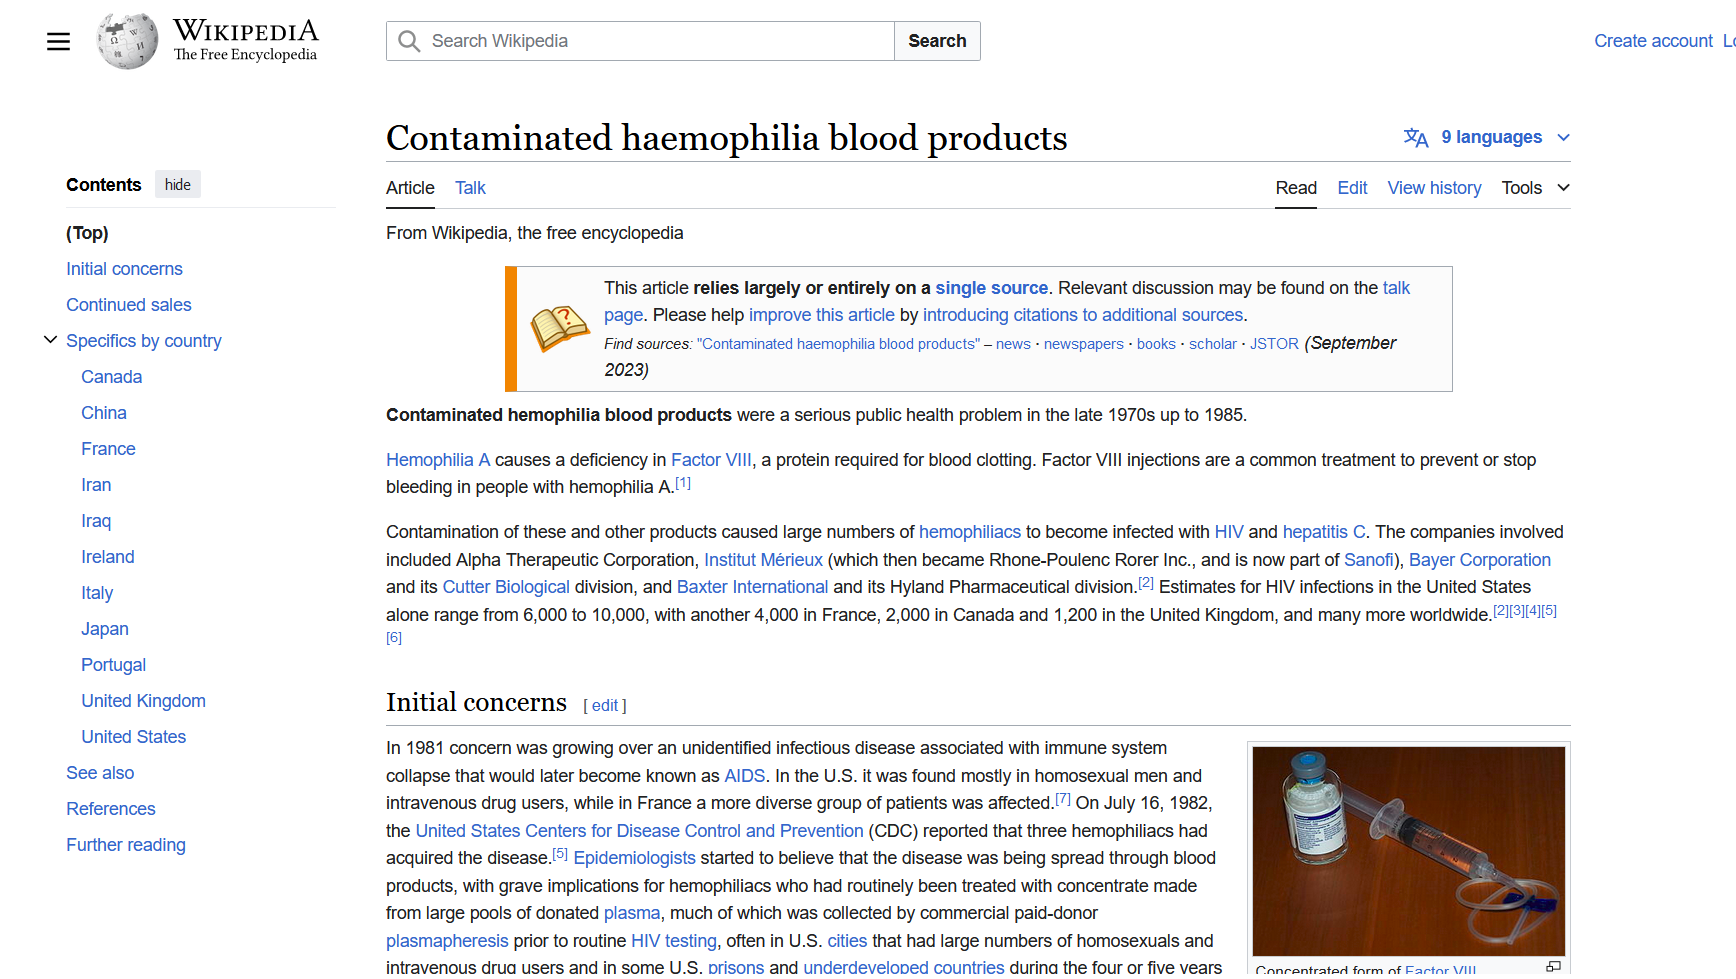 WIKIPEDIA
The Free Encyclopedia
Search Wikipedia
Search
Create account
Contaminated haemophilia blood products
9 languages
Contents
hide
Article
Talk
Read
Edit
View history
Tools
(Top)
Initial concerns
Continued sales
Specifics by country
Canada
China
France
Iran
Iraq
Ireland
Italy
Japan
Portugal
United Kingdom
United States
See also
References
Further reading
From Wikipedia, the free encyclopedia
This article relies largely or entirely on a single source. Relevant discussion may be found on the talk
page. Please help improve this article by introducing citations to additional sources.
Find sources: "Contaminated haemophilia blood products" – news · newspapers · books · scholar · JSTOR (September
2023)
Contaminated hemophilia blood products were a serious public health problem in the late 1970s up to 1985.
Hemophilia A causes a deficiency in Factor VIII, a protein required for blood clotting. Factor VIII injections are a common treatment to prevent or stop
bleeding in people with hemophilia A.[1]
Contamination of these and other products caused large numbers of hemophiliacs to become infected with HIV and hepatitis C. The companies involved
included Alpha Therapeutic Corporation, Institut Mérieux (which then became Rhone-Poulenc Rorer Inc., and is now part of Sanofi), Bayer Corporation
and its Cutter Biological division, and Baxter International and its Hyland Pharmaceutical division.[2] Estimates for HIV infections in the United States
alone range from 6,000 to 10,000, with another 4,000 in France, 2,000 in Canada and 1,200 in the United Kingdom, and many more worldwide.[2][3][4][5]
[6]
Initial concerns [ edit ]
In 1981 concern was growing over an unidentified infectious disease associated with immune system
collapse that would later become known as AIDS. In the U.S. it was found mostly in homosexual men and
intravenous drug users, while in France a more diverse group of patients was affected.[7] On July 16, 1982,
the United States Centers for Disease Control and Prevention (CDC) reported that three hemophiliacs had
acquired the disease.[5] Epidemiologists started to believe that the disease was being spread through blood
products, with grave implications for hemophiliacs who had routinely been treated with concentrate made
from large pools of donated plasma, much of which was collected by commercial paid-donor
plasmapheresis prior to routine HIV testing, often in U.S. cities that had large numbers of homosexuals and
intravenous drug users and in some U.S. prisons and underdeveloped countries during the four or five years
Concentrated form of Factor VIII